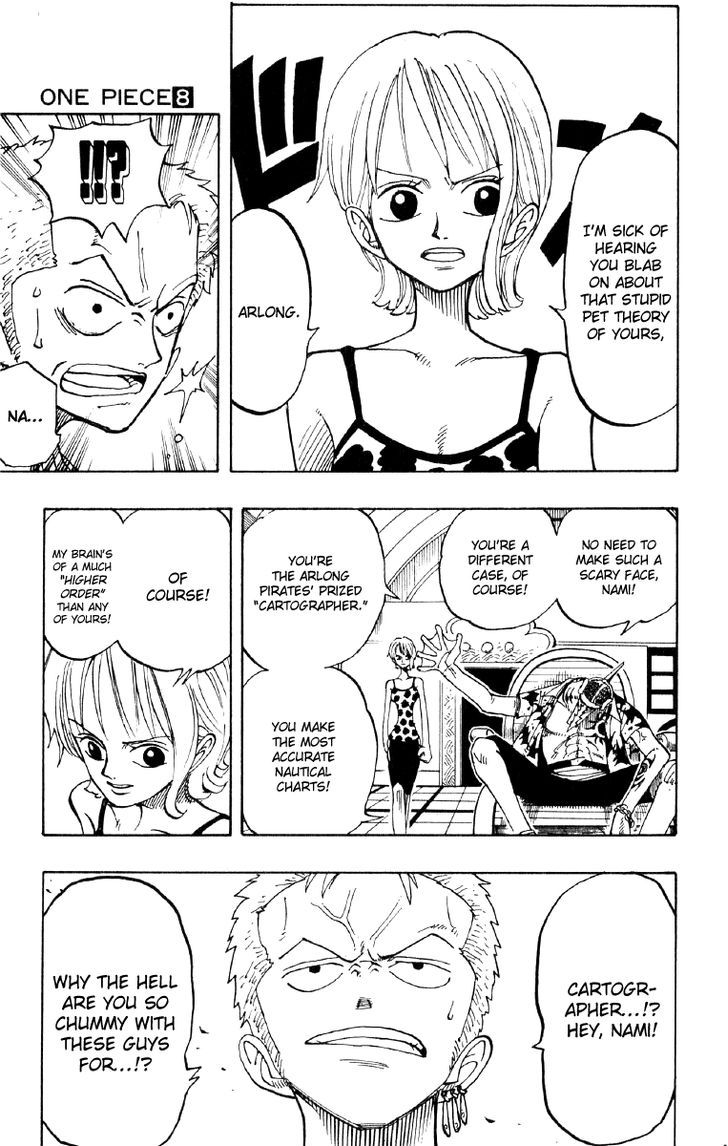 ONE PIECE 8
I'M SICK OF
HEARING
YOU BLAB
ON ABOUT
THAT STUPID
PET THEORY
OF YOURS,
ARLONG.
!!?
NA...
NO NEED TO
MAKE SUCH A
SCARY FACE,
NAMI!
YOU'RE A
DIFFERENT
CASE, OF
COURSE!
YOU'RE
THE ARLONG
PIRATES' PRIZED
"CARTOGRAPHER."
YOU MAKE
THE MOST
ACCURATE
NAUTICAL
CHARTS!
OF
COURSE!
MY BRAIN'S
OF A MUCH
"HIGHER
ORDER"
THAN ANY
OF YOURS!
CARTOGR-
APHER...!?
HEY, NAMI!
WHY THE HELL
ARE YOU SO
CHUMMY WITH
THESE GUYS
FOR...!?